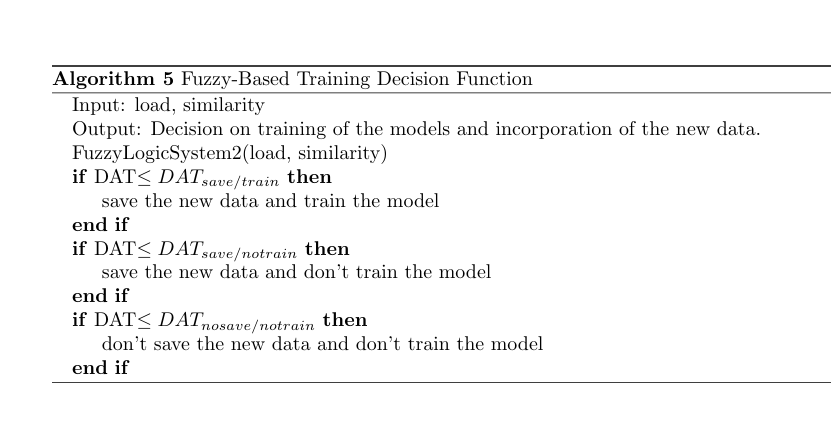 Algorithm 5 Fuzzy-Based Training Decision Function
Input: load, similarity
Output: Decision on training of the models and incorporation of the new data.
FuzzyLogicSystem2(load, similarity)
if DAT≤ DAT_{save/train} then
save the new data and train the model
end if
if DAT≤ DAT_{save/notrain} then
save the new data and don't train the model
end if
if DAT≤ DAT_{nosave/notrain} then
don't save the new data and don't train the model
end if